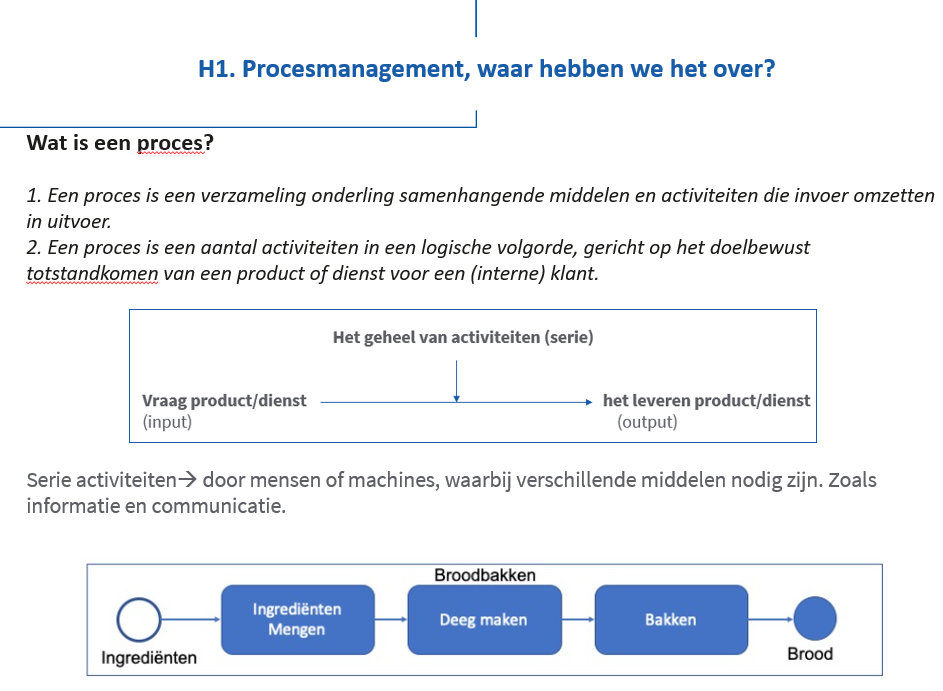 H1. Procesmanagement, waar hebben we het over?
Wat is een proces?
1. Een proces is een verzameling onderling samenhangende middelen en activiteiten die invoer omzetten
in uitvoer.
2. Een proces is een aantal activiteiten in een logische volgorde, gericht op het doelbewust
totstandkomen van een product of dienst voor een (interne) klant.
Het geheel van activiteiten (serie)
Vraag product/dienst
(input)
het leveren product/dienst
(output)
Serie activiteiten→ door mensen of machines, waarbij verschillende middelen nodig zijn. Zoals
informatie en communicatie.
Broodbakken
Ingrediënten
Ingrediënten
Mengen
Deeg maken
Bakken
Brood